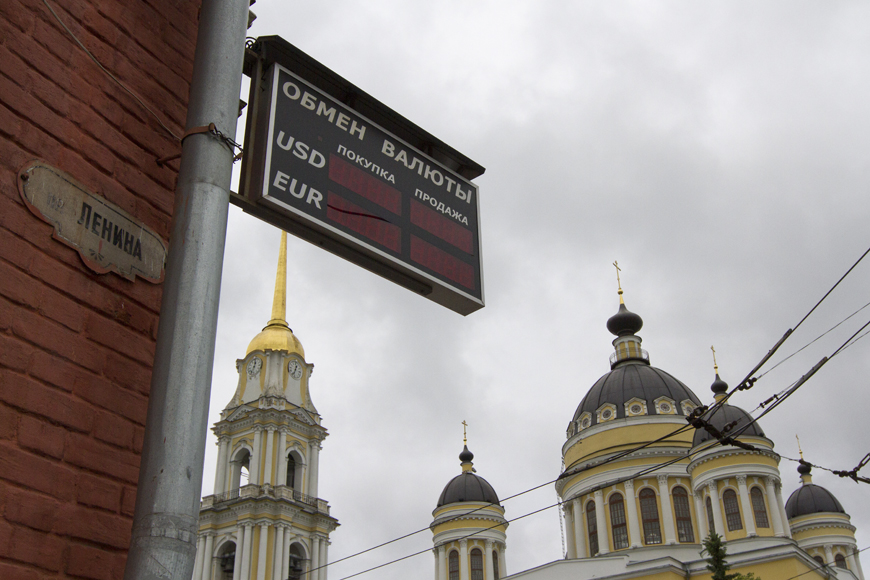 ОБМЕН ВАЛЮТЫ
ПОКУПКА ПРОДАЖА
USD
EUR
ЛЕНИНА